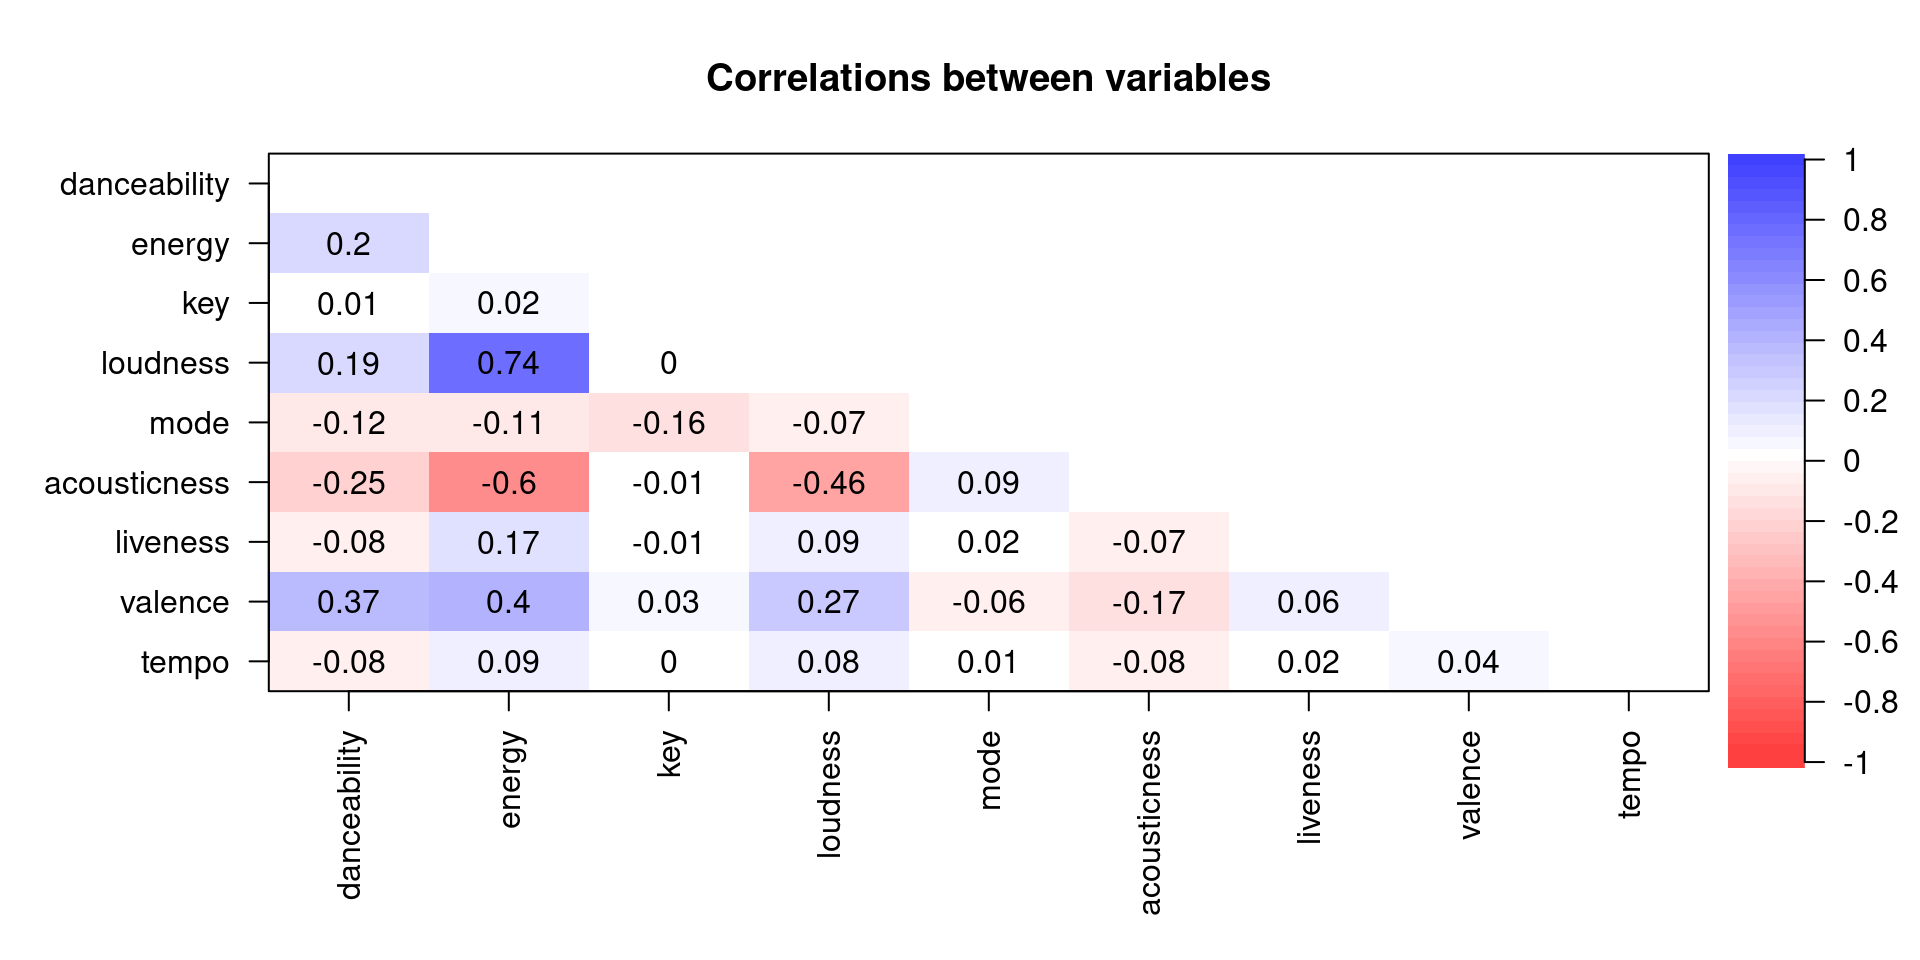 Correlations between variables
danceability
energy 0.2
key 0.01 0.02
loudness 0.19 0.74 0
mode -0.12 -0.11 -0.16 -0.07
acousticness -0.25 -0.6 -0.01 -0.46 0.09
liveness -0.08 0.17 -0.01 0.09 0.02 -0.07
valence 0.37 0.4 0.03 0.27 -0.06 -0.17 0.06
tempo -0.08 0.09 0 0.08 0.01 -0.08 0.02 0.04
danceability energy key loudness mode acousticness liveness valence tempo
1
0.8
0.6
0.4
0.2
0
-0.2
-0.4
-0.6
-0.8
-1